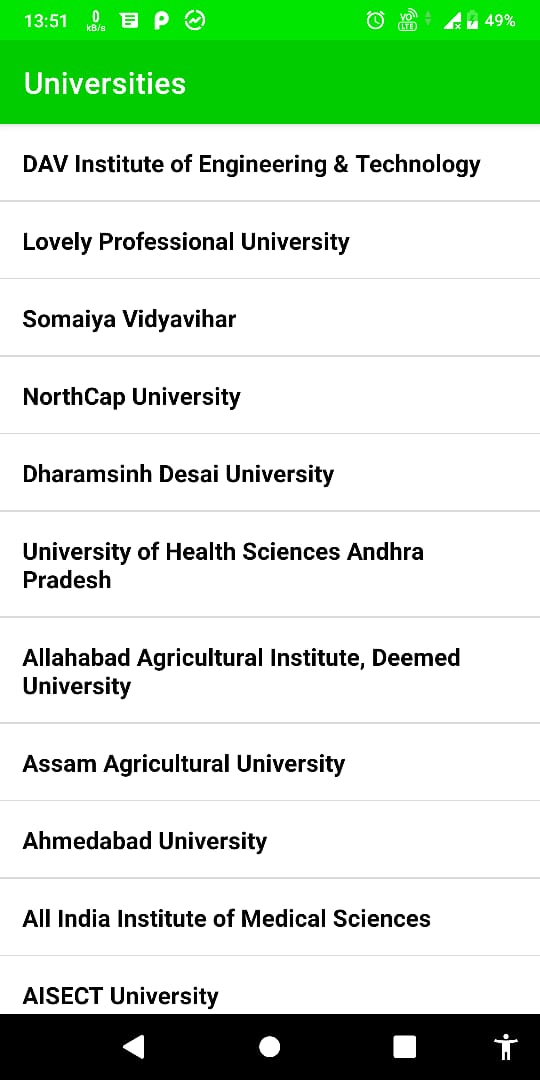 13:51 0 kB/s VO LTE 49%
Universities
DAV Institute of Engineering & Technology
Lovely Professional University
Somaiya Vidyavihar
NorthCap University
Dharamsinh Desai University
University of Health Sciences Andhra
Pradesh
Allahabad Agricultural Institute, Deemed
University
Assam Agricultural University
Ahmedabad University
All India Institute of Medical Sciences
AISECT University